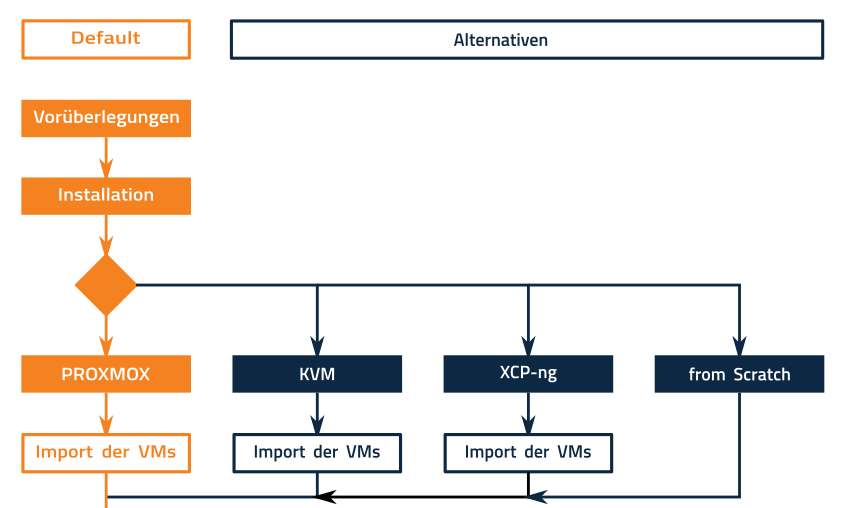 Default
Alternativen
Vorüberlegungen
Installation
PROXMOX
KVM
XCP-ng
from Scratch
Import der VMs
Import der VMs
Import der VMs